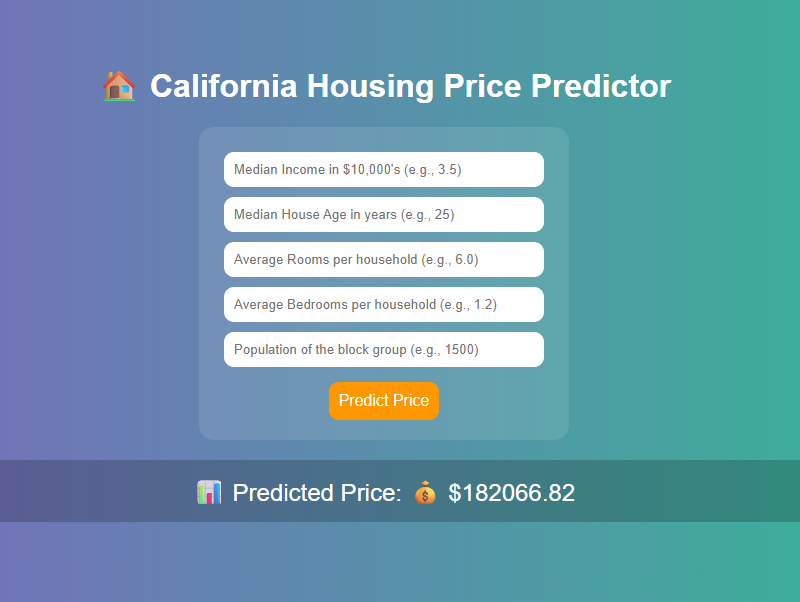 🏠 California Housing Price Predictor
Median Income in $10,000's (e.g., 3.5)
Median House Age in years (e.g., 25)
Average Rooms per household (e.g., 6.0)
Average Bedrooms per household (e.g., 1.2)
Population of the block group (e.g., 1500)
Predict Price
📊 Predicted Price: 💰 $182066.82